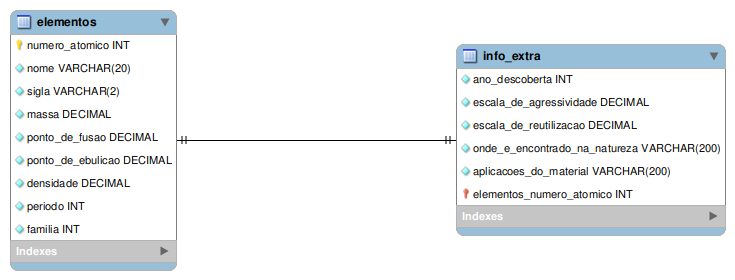 elementos
numero_atomico INT
nome VARCHAR(20)
sigla VARCHAR(2)
massa DECIMAL
ponto_de_fusao DECIMAL
ponto_de_ebulicao DECIMAL
densidade DECIMAL
periodo INT
familia INT
Indexes
info_extra
ano_descoberta INT
escala_de_agressividade DECIMAL
escala_de_reutilizacao DECIMAL
onde_e_encontrado_na_natureza VARCHAR(200)
aplicacoes_do_material VARCHAR(200)
elementos_numero_atomico INT
Indexes